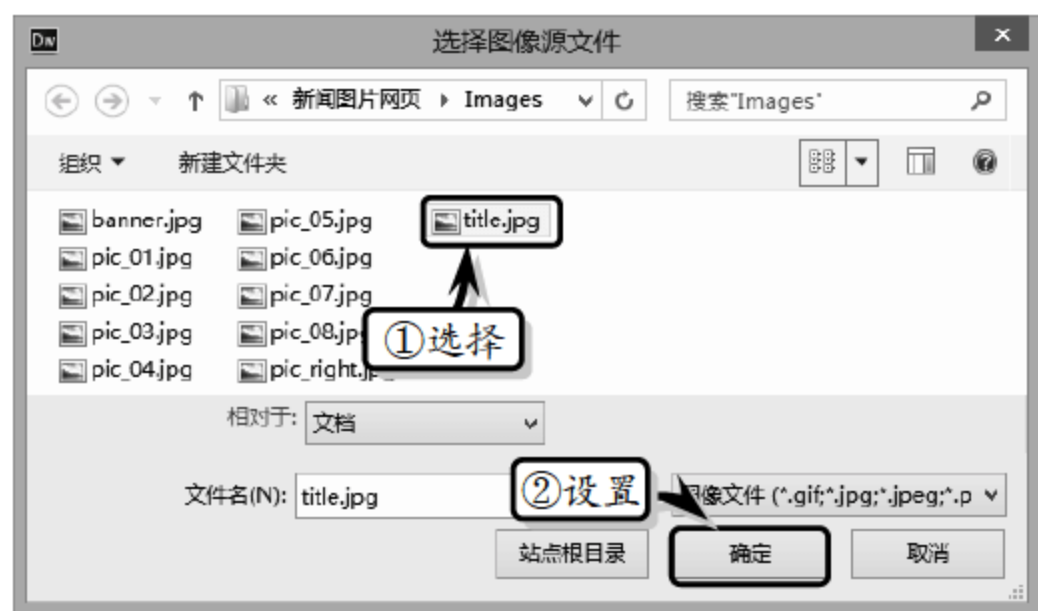 Dw 选择图像源文件 ×
« 新闻图片网页 Images 搜索"Images"
组织 新建文件夹
banner.jpg pic_05.jpg title.jpg
pic_01.jpg pic_06.jpg
pic_02.jpg pic_07.jpg
pic_03.jpg pic_08.jp
①选择
pic_04.jpg pic_right.jpg
相对于: 文档
文件名(N): title.jpg ②设置 图像文件 (*.gif;*.jpg;*.jpeg;*.p
站点根目录 确定 取消